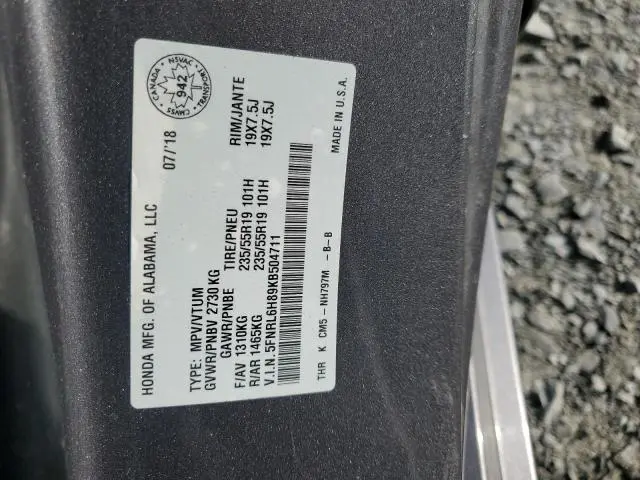 HONDA MFG. OF ALABAMA, LLC 07/'18
CANADA NSVAC TRANSPORT CMVSS
942
TYPE: MPV/VTUM
GVWR/PNBV 2730 KG
GAWR/PNBE TIRE/PNEU RIM/JANTE
F/AV 1310KG 235/55R19 101H 19X7.5J
R/AR 1465KG 235/55R19 101H 19X7.5J
V.I.N. 5FNRL6H89KB504711
MADE IN U.S.A.
THR K CM5 -NH797M -B-B